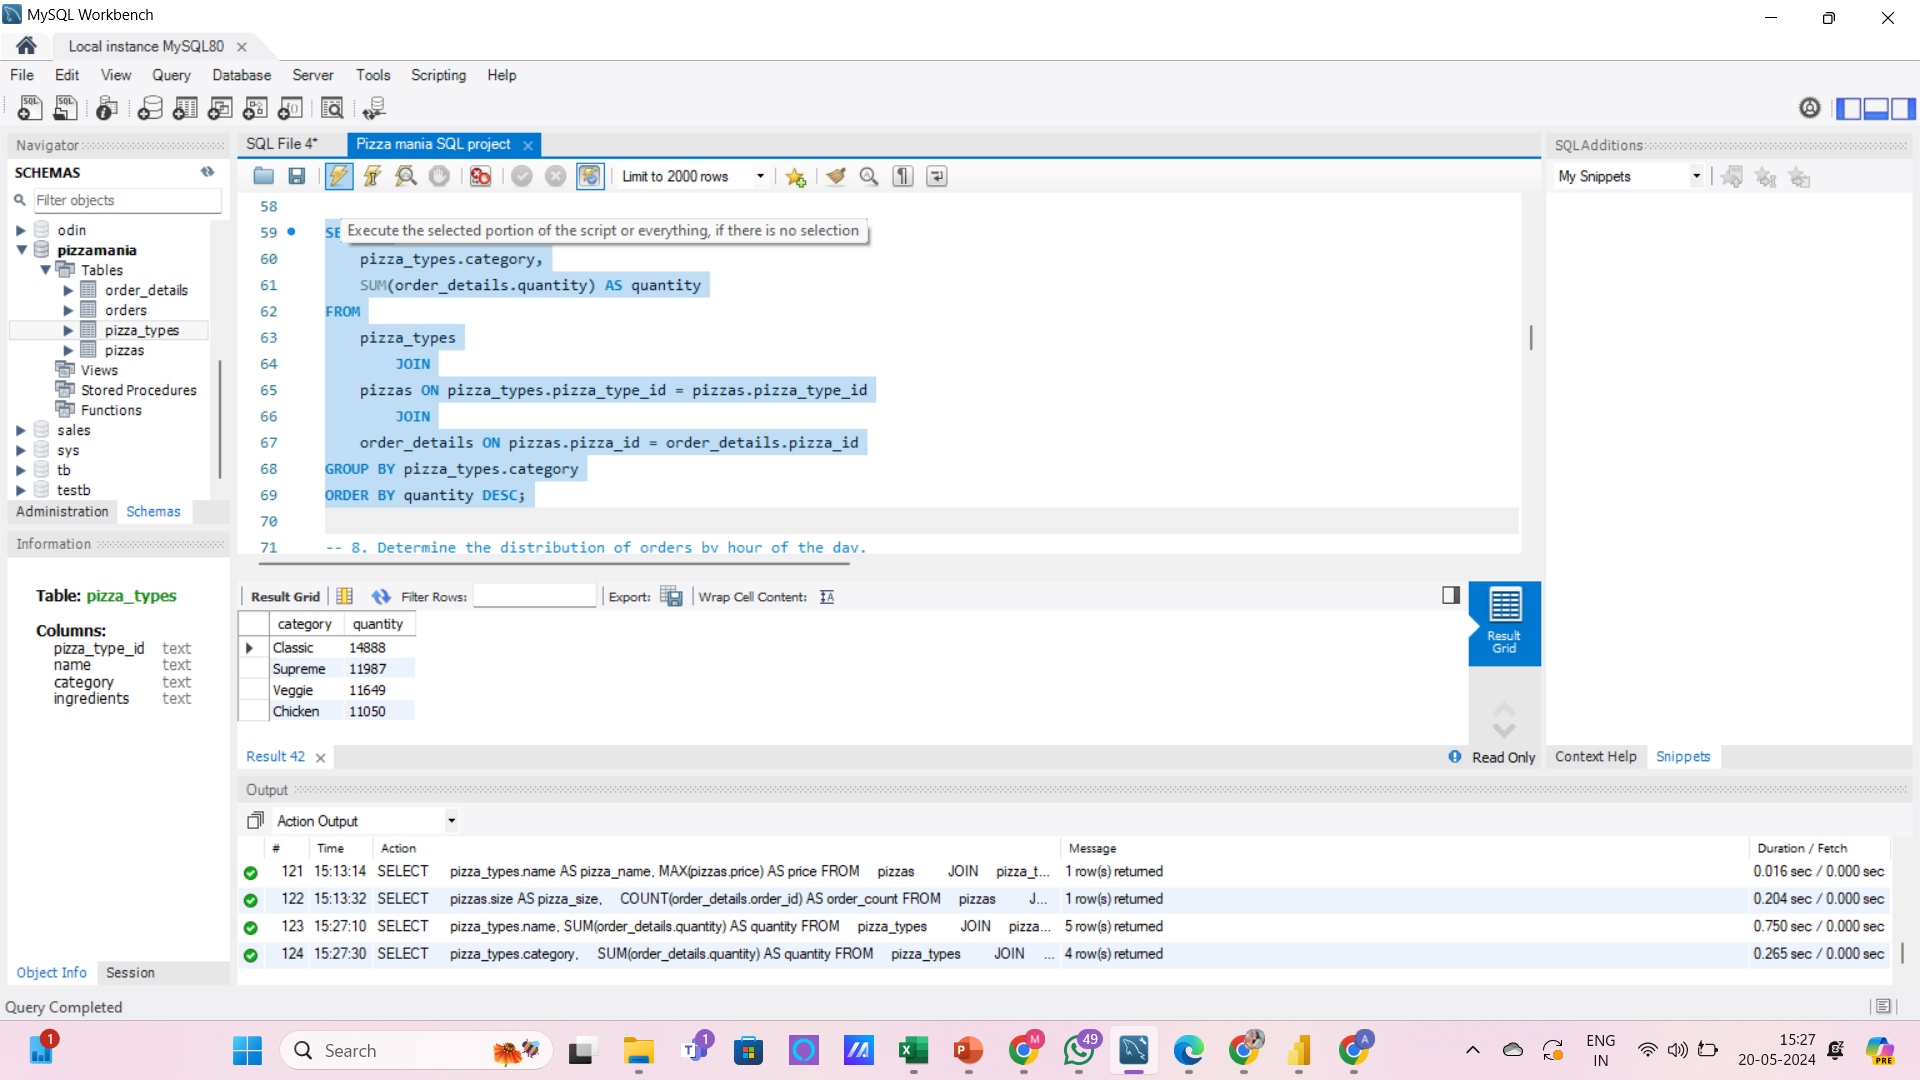 MySQL Workbench
Local instance MySQL80
File Edit View Query Database Server Tools Scripting Help
Navigator
SCHEMAS
Filter objects
odin
pizzamania
Tables
order_details
orders
pizza_types
pizzas
Views
Stored Procedures
Functions
sales
sys
tb
testb
Administration Schemas
Information
Table: pizza_types
Columns:
pizza_type_id text
name text
category text
ingredients text
Object Info Session
SQL File 4* Pizza mania SQL project
Limit to 2000 rows
58
59 SE
Execute the selected portion of the script or everything, if there is no selection
60 pizza_types.category,
61 SUM(order_details.quantity) AS quantity
62 FROM
63 pizza_types
64 JOIN
65 pizzas ON pizza_types.pizza_type_id = pizzas.pizza_type_id
66 JOIN
67 order_details ON pizzas.pizza_id = order_details.pizza_id
68 GROUP BY pizza_types.category
69 ORDER BY quantity DESC;
70
71 -- 8. Determine the distribution of orders by hour of the day.
Result Grid Filter Rows: Export: Wrap Cell Content:
category quantity
Classic 14888
Supreme 11987
Veggie 11649
Chicken 11050
Result Grid
Result 42
Read Only
SQLAdditions
My Snippets
Context Help Snippets
Output
Action Output
# Time Action Message Duration / Fetch
121 15:13:14 SELECT pizza_types.name AS pizza_name, MAX(pizzas.price) AS price FROM pizzas JOIN pizza_t... 1 row(s) returned 0.016 sec / 0.000 sec
122 15:13:32 SELECT pizzas.size AS pizza_size, COUNT(order_details.order_id) AS order_count FROM pizzas J... 1 row(s) returned 0.204 sec / 0.000 sec
123 15:27:10 SELECT pizza_types.name, SUM(order_details.quantity) AS quantity FROM pizza_types JOIN pizza... 5 row(s) returned 0.750 sec / 0.000 sec
124 15:27:30 SELECT pizza_types.category, SUM(order_details.quantity) AS quantity FROM pizza_types JOIN ... 4 row(s) returned 0.265 sec / 0.000 sec
Query Completed
1
Search
1
M
49
A
ENG
IN
15:27
20-05-2024
PRE